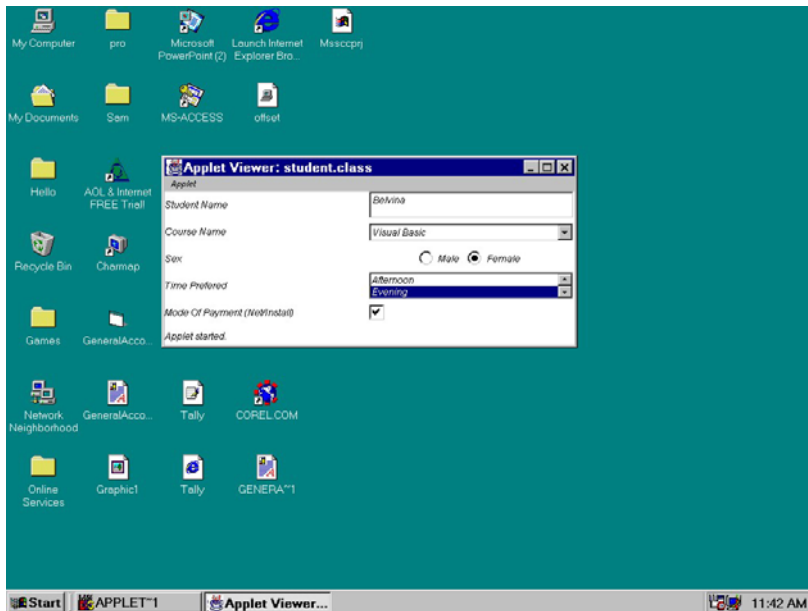 My Computer
pro
Microsoft
PowerPoint (2)
Launch Internet
Explorer Bro...
Mssccprj
My Documents
Sam
MS-ACCESS
offset
Hello
AOL & Internet
FREE Trial!
Applet Viewer: student.class
Applet
Student Name
Belvina
Course Name
Visual Basic
Sex
Male
Female
Time Prefered
Afternoon
Evening
Mode Of Payment (Net/Install)
Applet started.
Recycle Bin
Charmap
Games
GeneralAcco...
Network
Neighborhood
GeneralAcco...
Tally
COREL.COM
Online
Services
Graphic1
Tally
GENERA~1
Start
APPLET~1
Applet Viewer...
11:42 AM